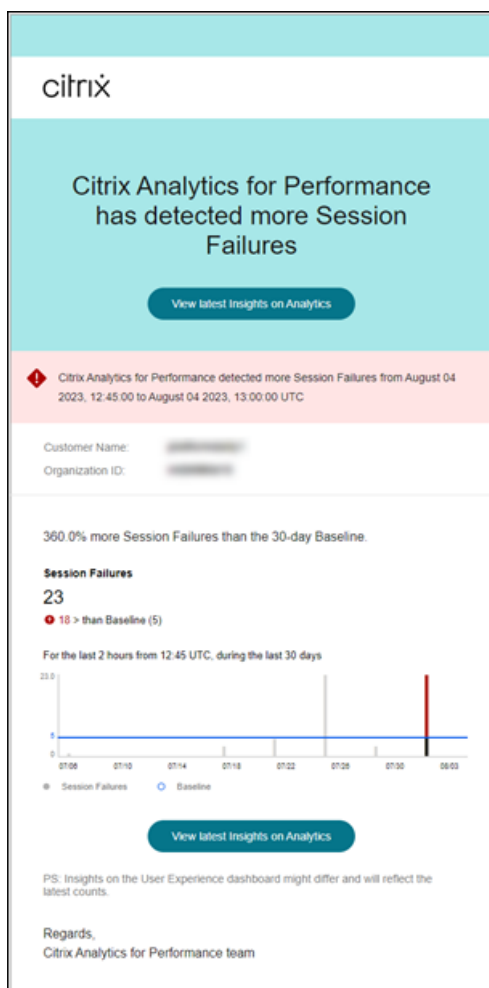 citrix
Citrix Analytics for Performance
has detected more Session
Failures
View latest Insights on Analytics
Citrix Analytics for Performance detected more Session Failures from August 04
2023, 12:45:00 to August 04 2023, 13:00:00 UTC
Customer Name:
Organization ID:
360.0% more Session Failures than the 30-day Baseline.
Session Failures
23
18 > than Baseline (5)
For the last 2 hours from 12:45 UTC, during the last 30 days
23.0
5
0
07/06 07/10 07/14 07/18 07/22 07/26 07/30 08/03
Session Failures Baseline
View latest Insights on Analytics
PS: Insights on the User Experience dashboard might differ and will reflect the
latest counts.
Regards,
Citrix Analytics for Performance team